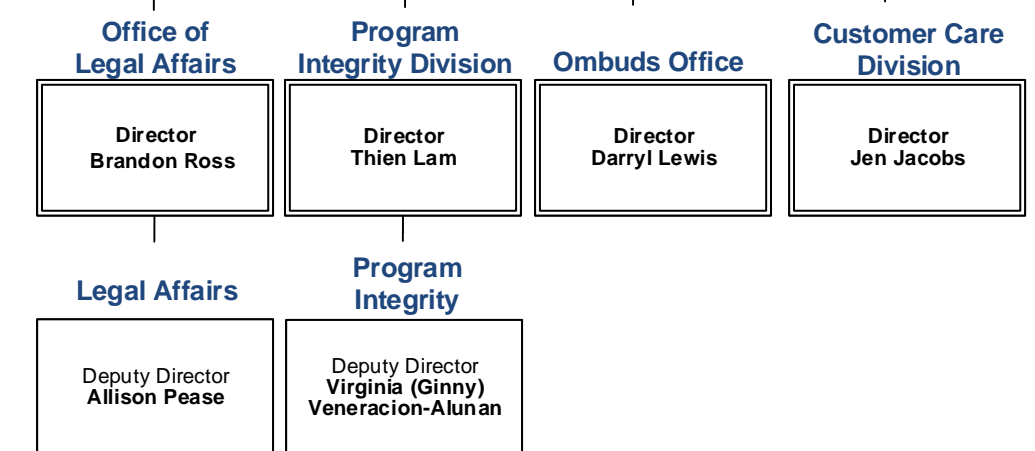 Office of
Legal Affairs
Director
Brandon Ross
Program
Integrity Division
Director
Thien Lam
Ombuds Office
Director
Darryl Lewis
Customer Care
Division
Director
Jen Jacobs
Legal Affairs
Deputy Director
Allison Pease
Program
Integrity
Deputy Director
Virginia (Ginny)
Veneracion-Alunan